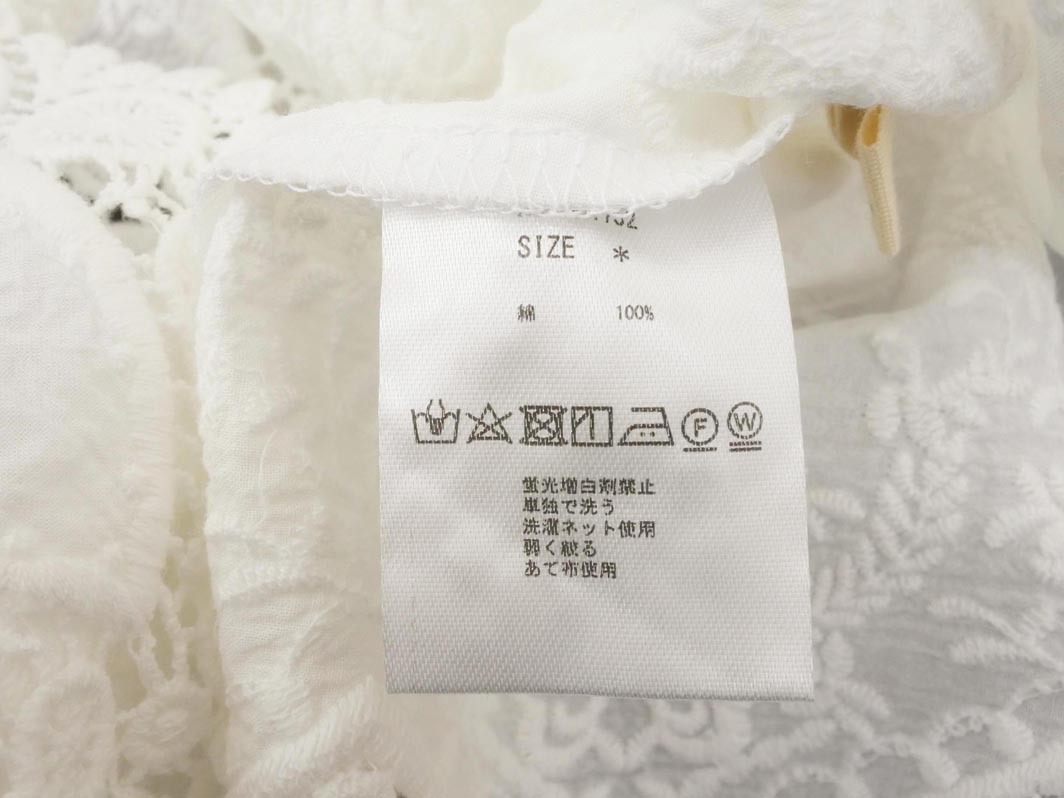 SIZE *
綿 100%
F W
蛍光増白剤禁止
単独で洗う
洗濯ネット使用
弱く絞る
あて布使用